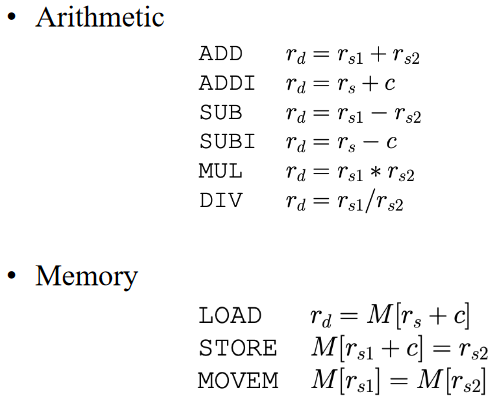 • Arithmetic
ADD r_d = r_{s1} + r_{s2}
ADDI r_d = r_s + c
SUB r_d = r_{s1} − r_{s2}
SUBI r_d = r_s − c
MUL r_d = r_{s1} ∗ r_{s2}
DIV r_d = r_{s1}/r_{s2}
• Memory
LOAD r_d = M[r_s + c]
STORE M[r_{s1} + c] = r_{s2}
MOVEM M[r_{s1}] = M[r_{s2}]